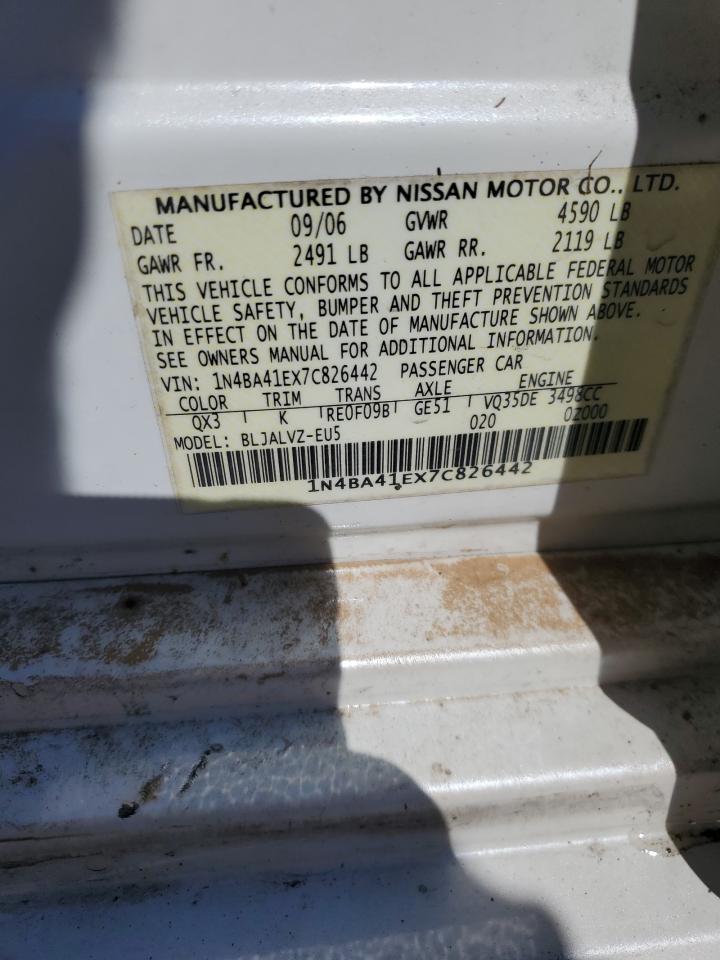 MANUFACTURED BY NISSAN MOTOR CO., LTD.
DATE 09/06 GVWR 4590 LB
GAWR FR. 2491 LB GAWR RR. 2119 LB
THIS VEHICLE CONFORMS TO ALL APPLICABLE FEDERAL MOTOR
VEHICLE SAFETY, BUMPER AND THEFT PREVENTION STANDARDS
IN EFFECT ON THE DATE OF MANUFACTURE SHOWN ABOVE.
SEE OWNERS MANUAL FOR ADDITIONAL INFORMATION.
VIN: 1N4BA41EX7C826442 PASSENGER CAR
COLOR TRIM TRANS AXLE ENGINE
QX3 K RE0F09B GE51 VQ35DE 3498CC
MODEL: BLJALVZ-EU5 020 0Z000
1N4BA41EX7C826442